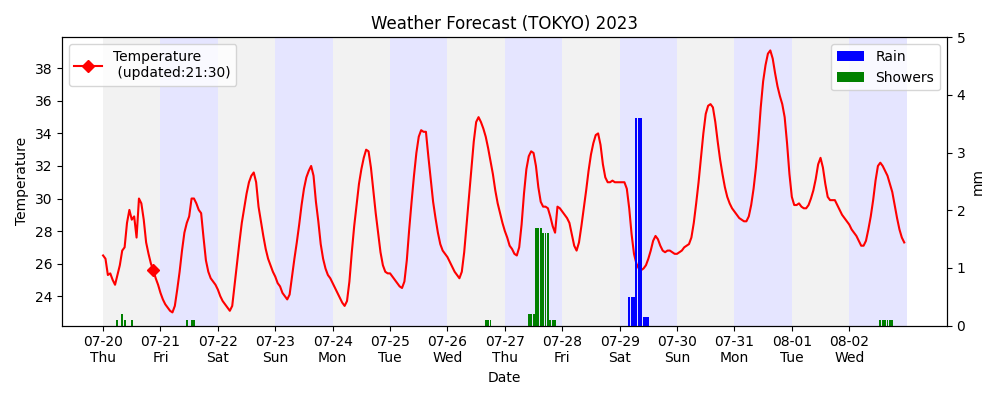 Weather Forecast (TOKYO) 2023
Temperature
(updated:21:30)
Rain
Showers
Temperature
38
36
34
32
30
28
26
24
5
4
3
2
1
0
mm
07-20 07-21 07-22 07-23 07-24 07-25 07-26 07-27 07-28 07-29 07-30 07-31 08-01 08-02
Thu Fri Sat Sun Mon Tue Wed Thu Fri Sat Sun Mon Tue Wed
Date